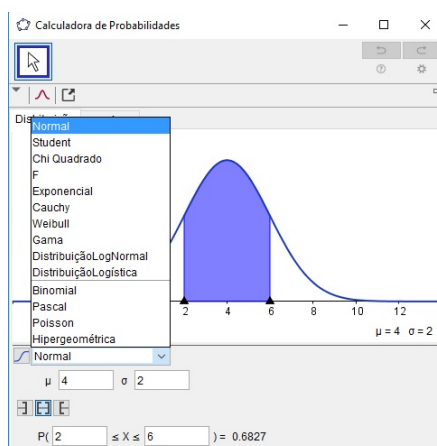 Calculadora de Probabilidades
Normal
Student
Chi Quadrado
F
Exponencial
Cauchy
Weibull
Gama
DistribuiçãoLogNormal
DistribuiçãoLogística
Binomial
Pascal
Poisson
Hipergeométrica
2 4 6 8 10 12
μ = 4 σ = 2
Normal
μ 4 σ 2
P( 2 ≤ X ≤ 6 ) = 0.6827